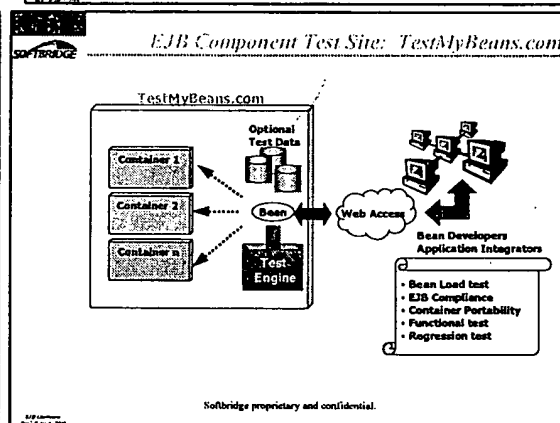 SOFTBRIDGE
EJB Component Test Site: TestMyBeans.com
TestMyBeans.com
Optional
Test Data
Container 1
Container 2
Container n
Bean
Test
Engine
Web Access
Bean Developers
Application Integrators
• Bean Load test
• EJB Compliance
• Container Portability
• Functional test
• Regression test
Softbridge proprietary and confidential.